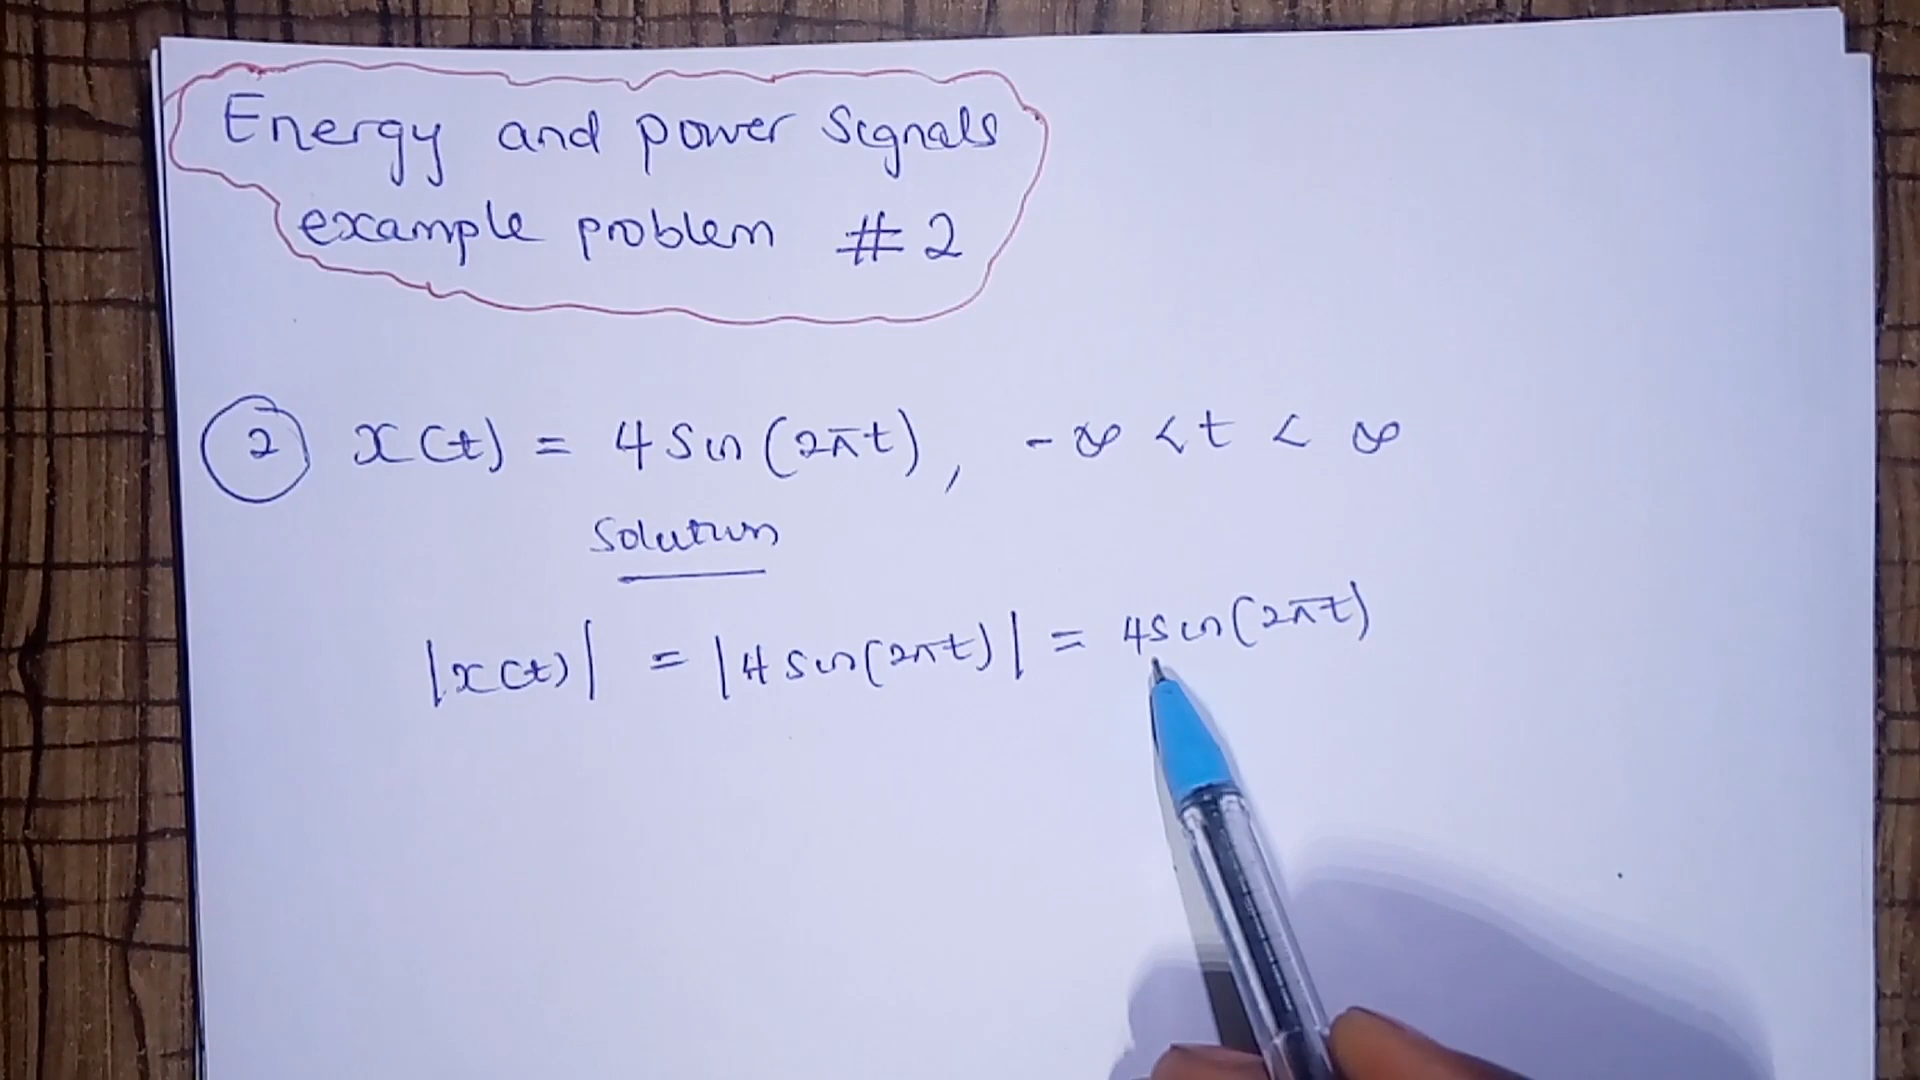 Energy and power signals
example problem # 2
2 x(t) = 4 sin (2πt), -∞ < t < ∞
Solution
|x(t)| = |4 sin(2πt)| = 4 sin(2πt)